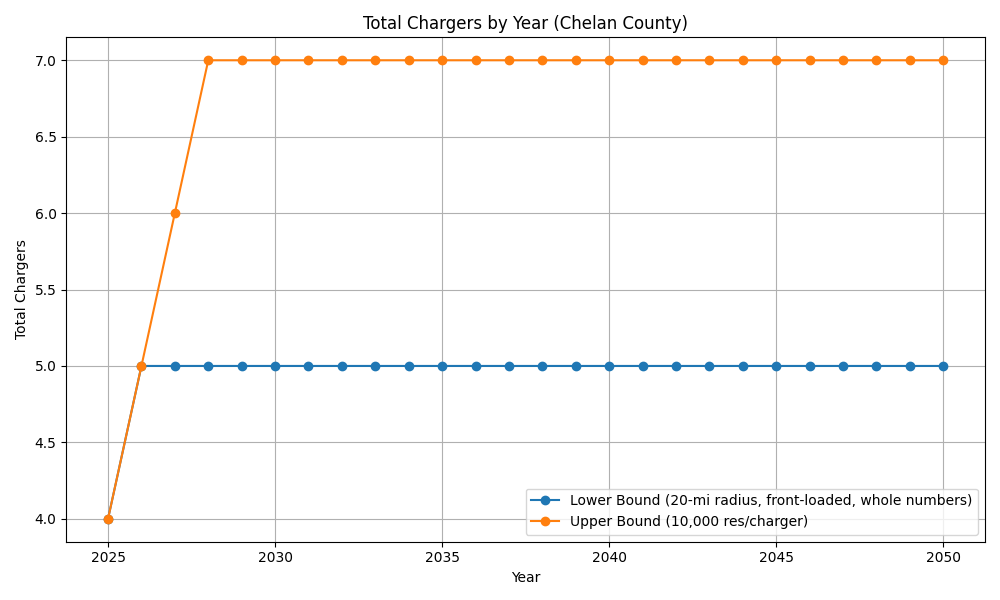 Total Chargers by Year (Chelan County)
7.0
6.5
6.0
5.5
5.0
4.5
4.0
Total Chargers
Lower Bound (20-mi radius, front-loaded, whole numbers)
Upper Bound (10,000 res/charger)
2025 2030 2035 2040 2045 2050
Year